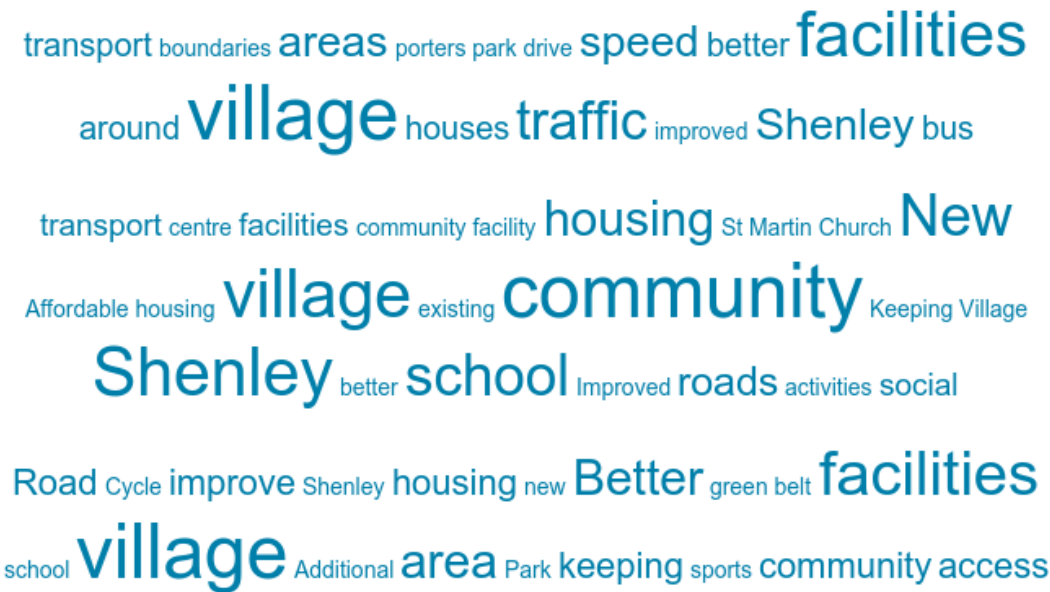 transport boundaries areas porters park drive speed better facilities
around village houses traffic improved Shenley bus
transport centre facilities community facility housing St Martin Church New
Affordable housing village existing community Keeping Village
Shenley better school Improved roads activities social
Road Cycle improve Shenley housing new Better green belt facilities
school village Additional area Park keeping sports community access